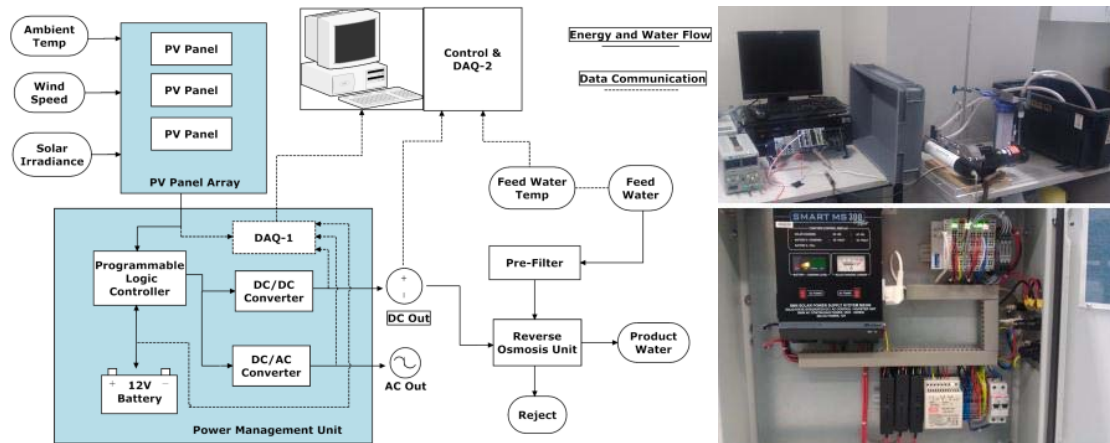 Ambient
Temp
Wind
Speed
Solar
Irradiance
PV Panel
PV Panel
PV Panel
PV Panel Array
Control &
DAQ-2
Energy and Water Flow
Data Communication
Feed Water
Temp
Feed
Water
DAQ-1
Programmable
Logic
Controller
DC/DC
Converter
DC/AC
Converter
12V
Battery
+ −
Power Management Unit
+
DC Out
AC Out
Pre-Filter
Reverse
Osmosis Unit
Product
Water
Reject
SMART MS 300